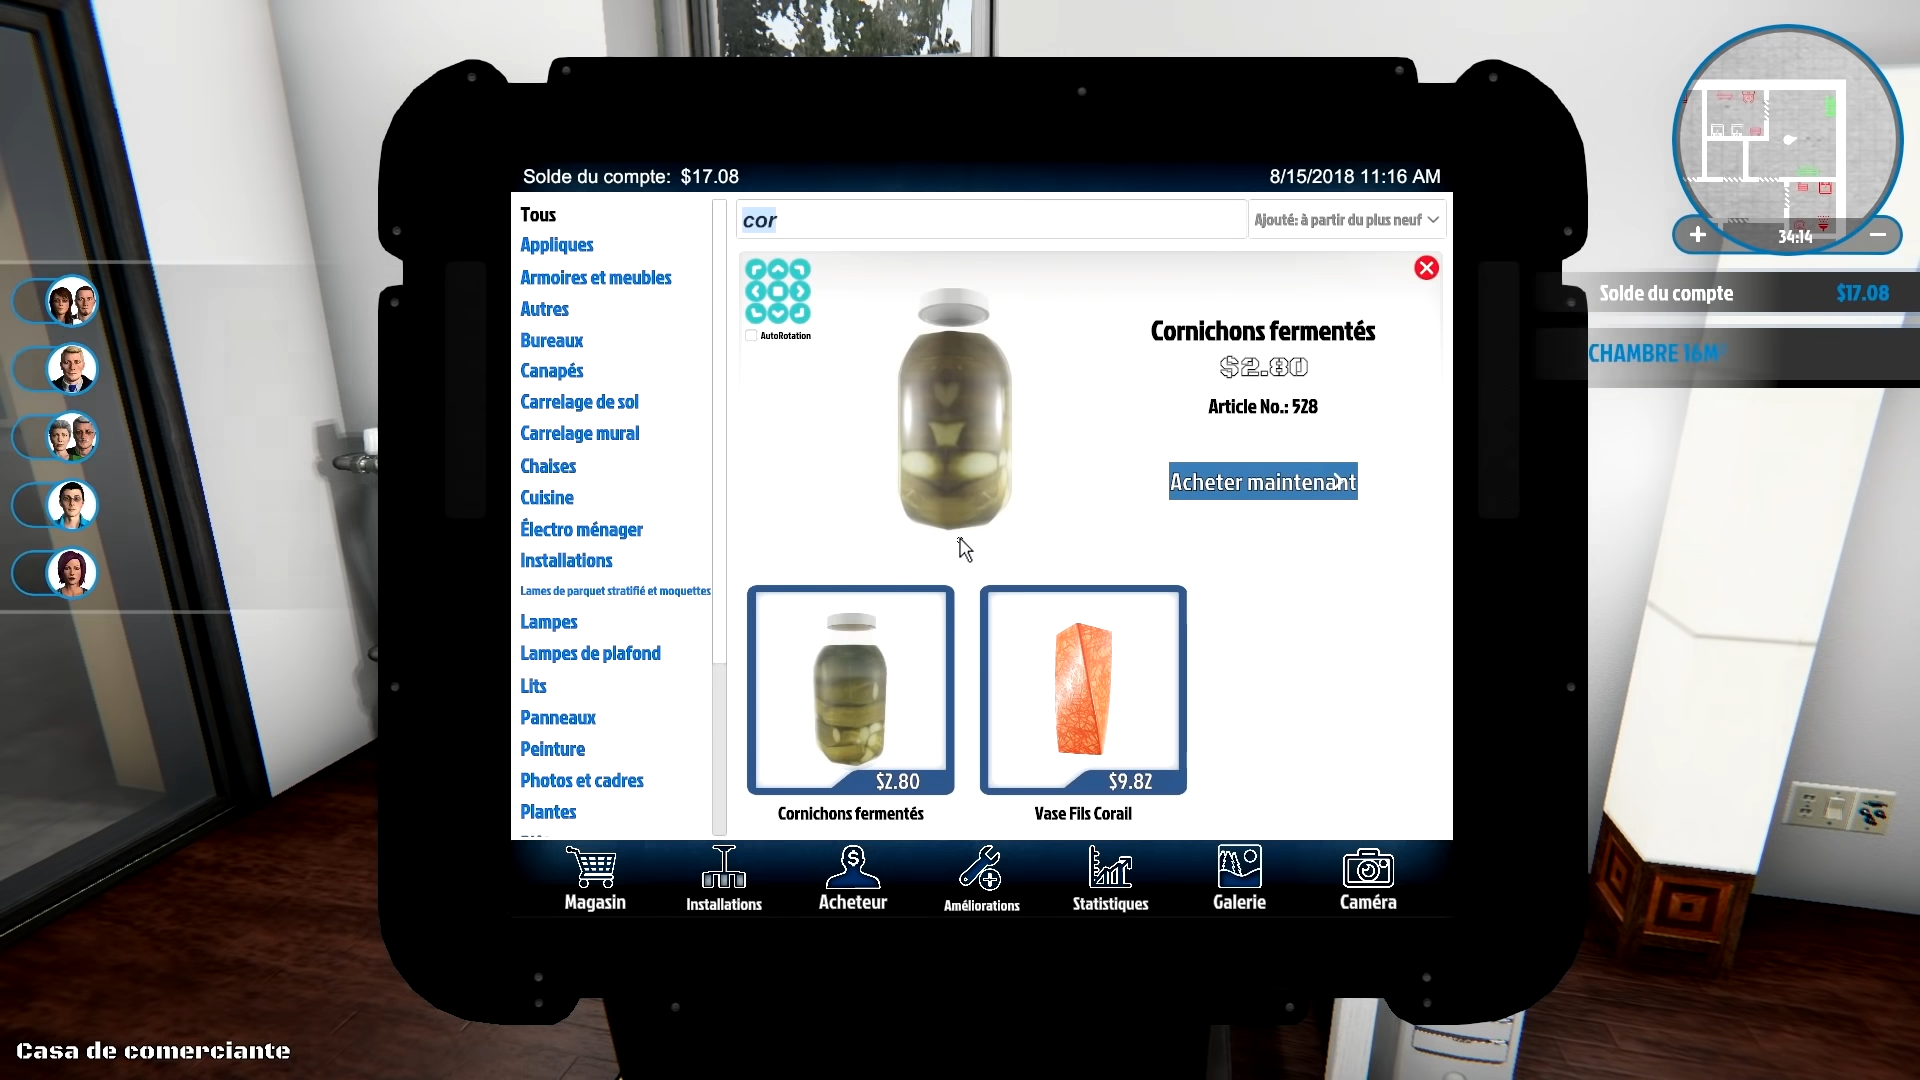 Solde du compte: $17.08
8/15/2018 11:16 AM
Tous
Appliques
Armoires et meubles
Autres
Bureaux
Canapés
Carrelage de sol
Carrelage mural
Chaises
Cuisine
Électro ménager
Installations
Lames de parquet stratifié et moquettes
Lampes
Lampes de plafond
Lits
Panneaux
Peinture
Photos et cadres
Plantes
cor
Ajouté: à partir du plus neuf
AutoRotation
Cornichons fermentés
$2.80
Article No.: 528
Acheter maintenant
$2.80
Cornichons fermentés
$9.82
Vase Fils Corail
Magasin
Installations
Acheteur
Améliorations
Statistiques
Galerie
Caméra
+ 34:14 −
Solde du compte $17.08
CHAMBRE 16M²
Casa de comerciante